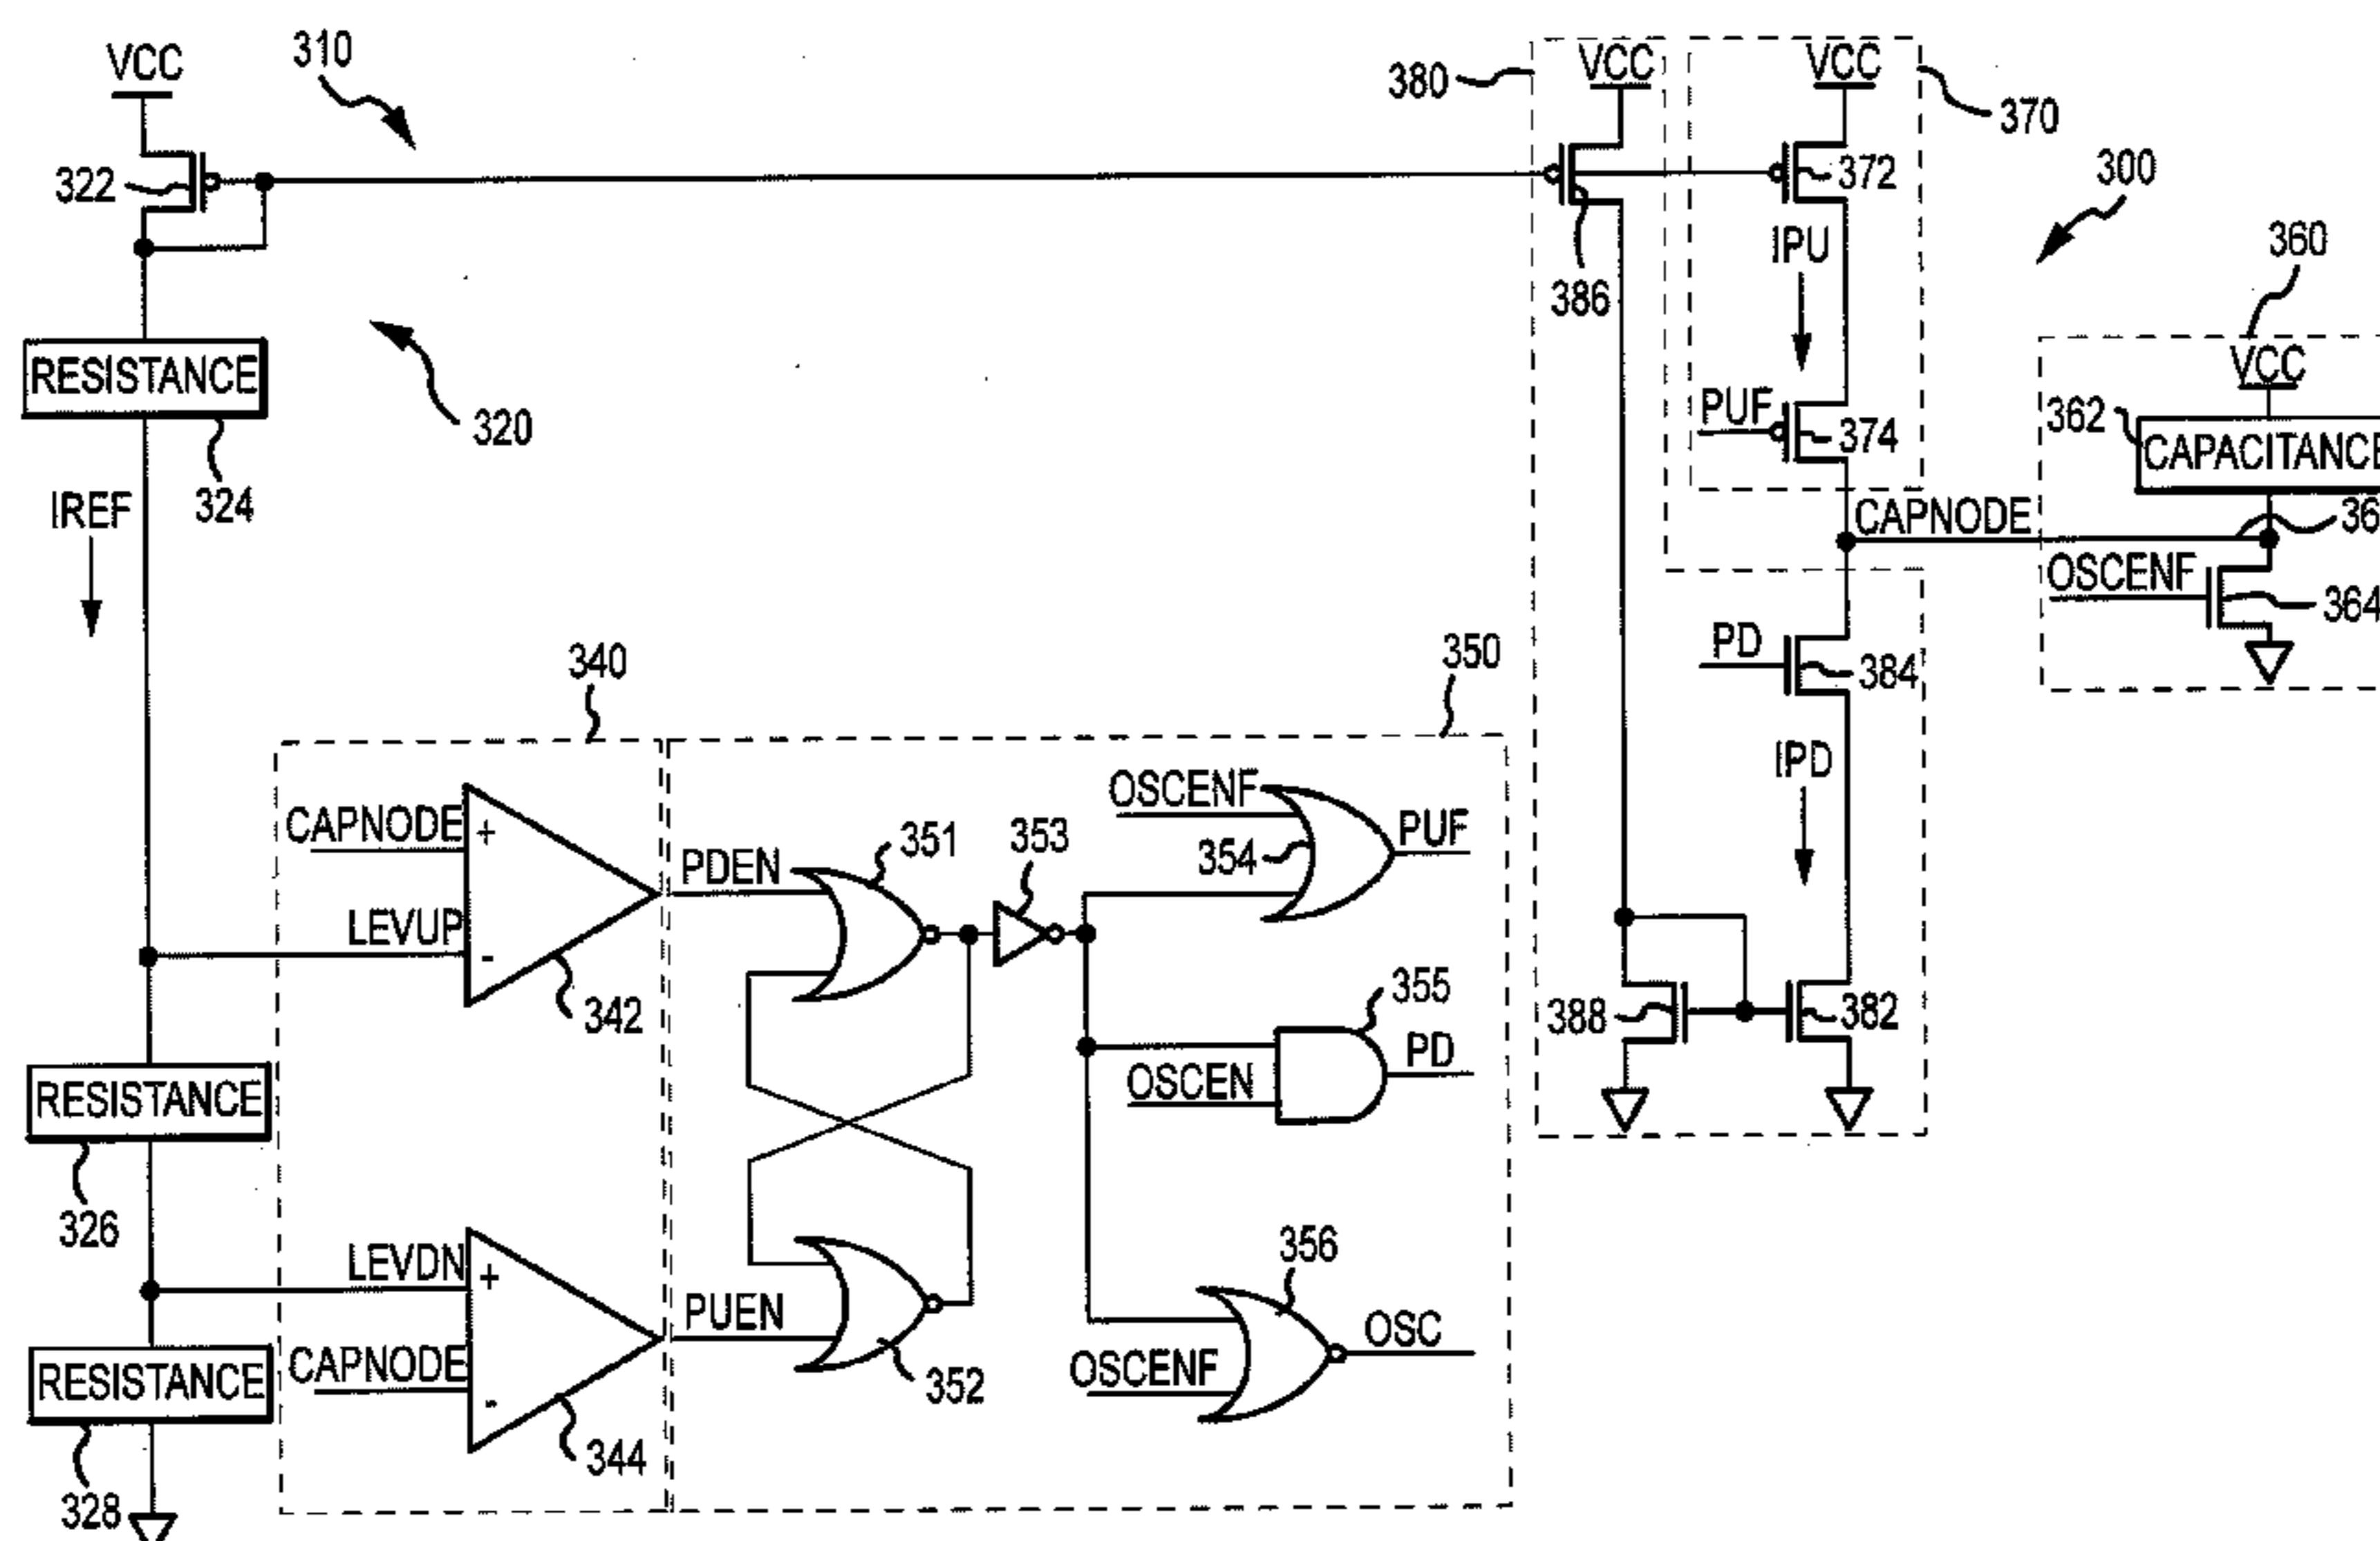 310
VCC
322
RESISTANCE
324
320
IREF
380
VCC
VCC
370
372
386
IPU
PUF
374
300
360
VCC
362
CAPACITANCE
CAPNODE
36
OSCENF
364
PD
384
IPD
388
382
340
350
CAPNODE
+
LEVUP
-
342
PDEN
351
353
OSCENF
354
PUF
355
OSCEN
PD
RESISTANCE
326
LEVDN
+
CAPNODE
-
344
PUEN
352
356
OSCENF
OSC
RESISTANCE
328